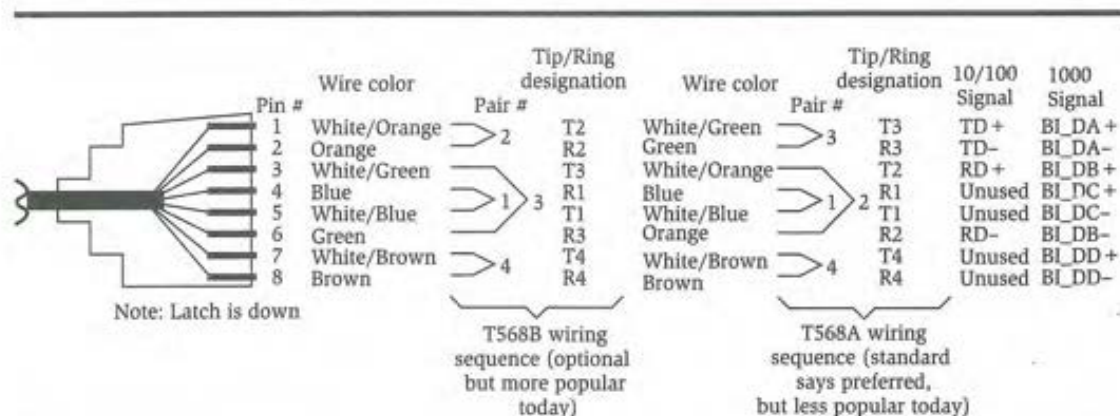 Tip/Ring Tip/Ring
Wire color designation Wire color designation 10/100 1000
Pin # Pair # Pair # Signal Signal
1 White/Orange 2 T2 White/Green 3 T3 TD+ BI_DA+
2 Orange R2 Green R3 TD– BI_DA–
3 White/Green T3 White/Orange T2 RD+ BI_DB+
4 Blue 1 3 R1 Blue 1 2 R1 Unused BI_DC+
5 White/Blue T1 White/Blue T1 Unused BI_DC–
6 Green R3 Orange R2 RD– BI_DB–
7 White/Brown 4 T4 White/Brown 4 T4 Unused BI_DD+
8 Brown R4 Brown R4 Unused BI_DD–
Note: Latch is down
T568B wiring
sequence (optional
but more popular
today)
T568A wiring
sequence (standard
says preferred,
but less popular today)